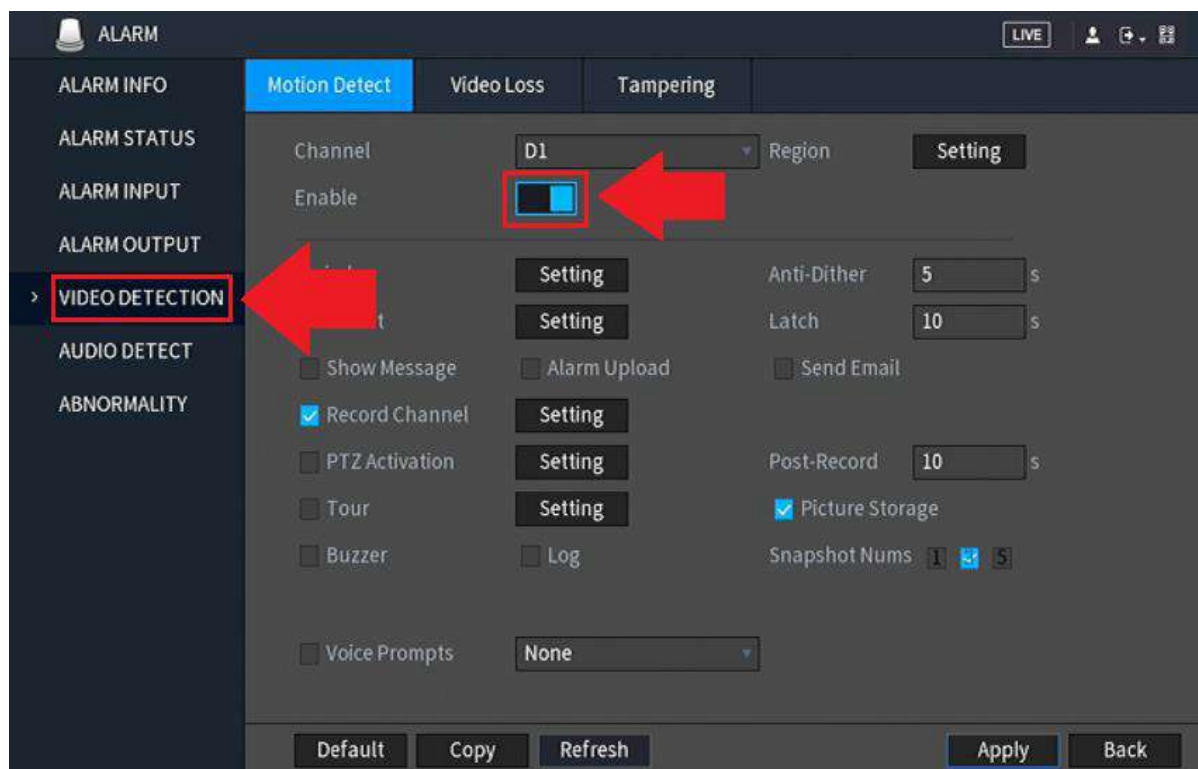 ALARM
LIVE
ALARM INFO
ALARM STATUS
ALARM INPUT
ALARM OUTPUT
> VIDEO DETECTION
AUDIO DETECT
ABNORMALITY
Motion Detect Video Loss Tampering
Channel D1 Region Setting
Enable
Setting Anti-Dither 5 s
Setting Latch 10 s
Show Message Alarm Upload Send Email
Record Channel Setting
PTZ Activation Setting Post-Record 10 s
Tour Setting Picture Storage
Buzzer Log Snapshot Nums 1 5
Voice Prompts None
Default Copy Refresh Apply Back